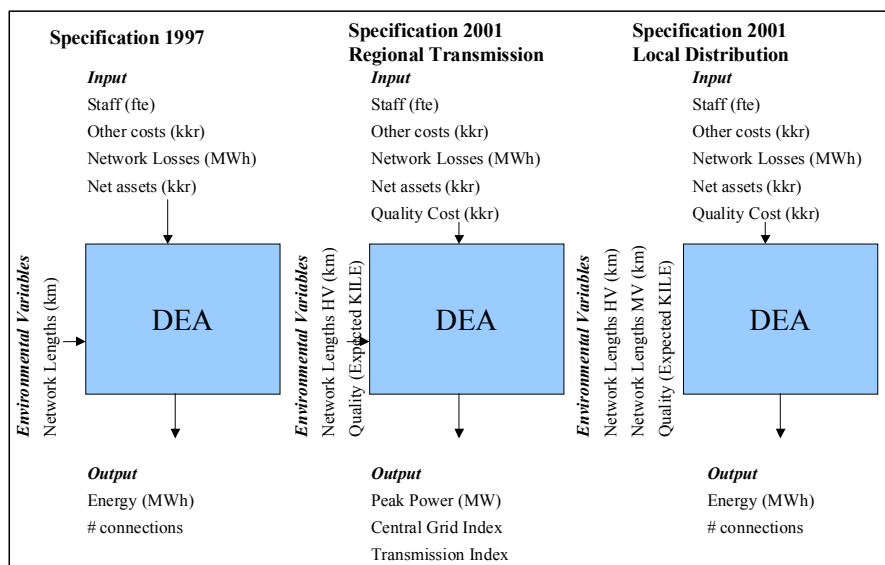 Specification 1997
Input
Staff (fte)
Other costs (kkr)
Network Losses (MWh)
Net assets (kkr)
Environmental Variables
Network Lengths (km)
DEA
Output
Energy (MWh)
# connections
Specification 2001
Regional Transmission
Input
Staff (fte)
Other costs (kkr)
Network Losses (MWh)
Net assets (kkr)
Quality Cost (kkr)
Environmental Variables
Network Lengths HV (km)
Quality (Expected KILE)
DEA
Output
Peak Power (MW)
Central Grid Index
Transmission Index
Specification 2001
Local Distribution
Input
Staff (fte)
Other costs (kkr)
Network Losses (MWh)
Net assets (kkr)
Quality Cost (kkr)
Environmental Variables
Network Lengths HV (km)
Network Lengths MV (km)
Quality (Expected KILE)
DEA
Output
Energy (MWh)
# connections